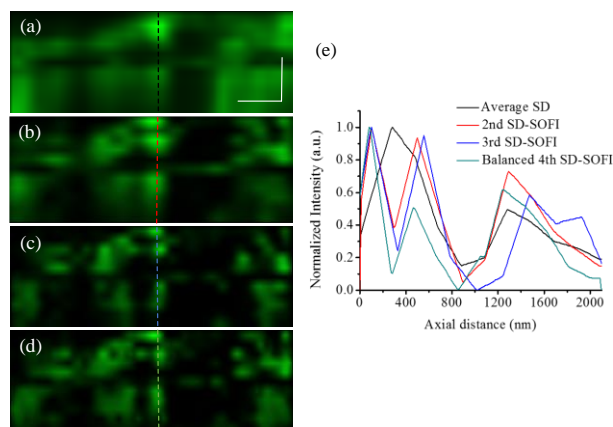 (a)
(b)
(c)
(d)
(e)
Average SD
2nd SD-SOFI
3rd SD-SOFI
Balanced 4th SD-SOFI
Normalized Intensity (a.u.)
1.0
0.8
0.6
0.4
0.2
0.0
0 400 800 1200 1600 2000
Axial distance (nm)